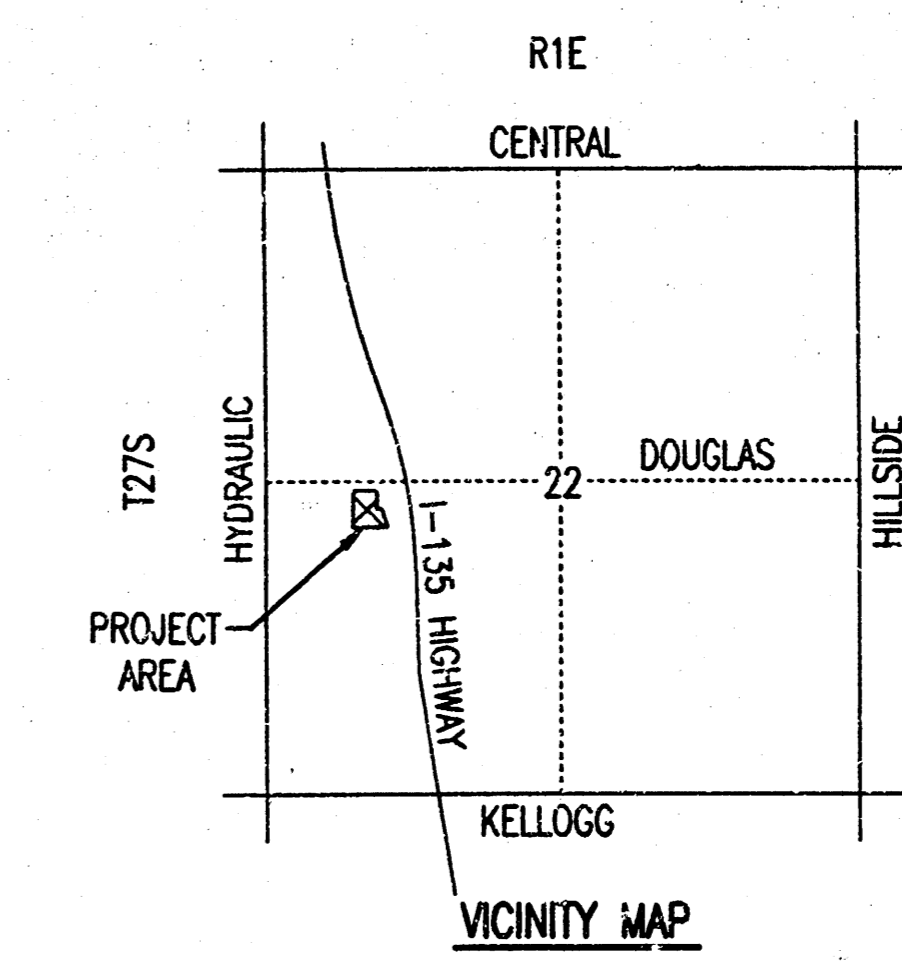 R1E
CENTRAL
T27S
HYDRAULIC
DOUGLAS
22
HILLSIDE
I-135 HIGHWAY
PROJECT
AREA
KELLOGG
VICINITY MAP